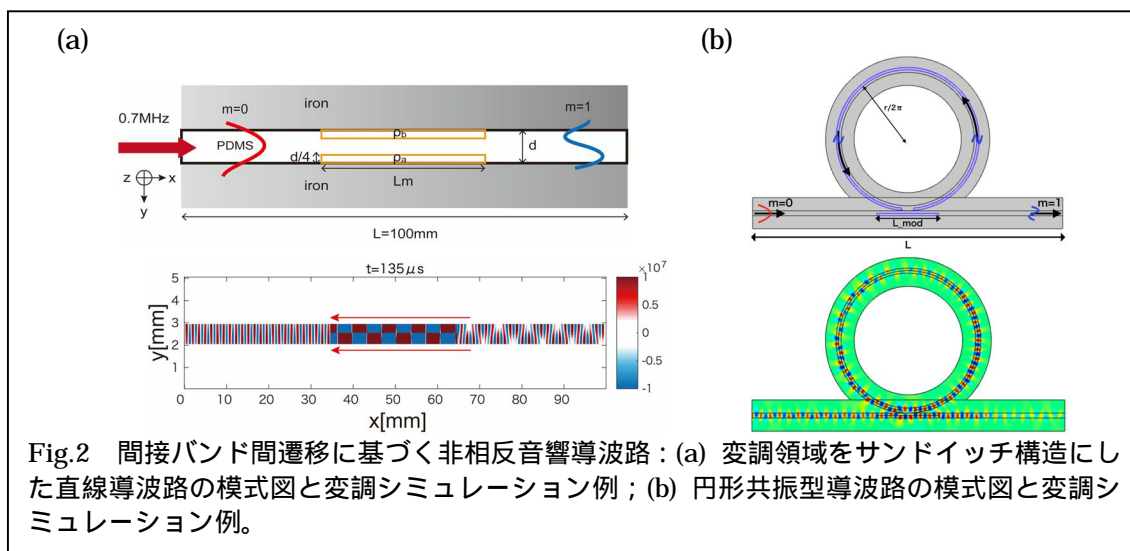 (a)
(b)
iron
m=0
m=1
0.7MHz
PDMS
ρb
d
d/4
ρa
Lm
iron
z
x
y
L=100mm
t=135μs
×10⁷
y[mm]
5
4
3
2
1
0 10 20 30 40 50 60 70 80 90
x[mm]
1
0.5
0
-0.5
-1
r/2π
m=0
m=1
L_mod
L
Fig.2 間接バンド間遷移に基づく非相反音響導波路：(a) 変調領域をサンドイッチ構造にし
た直線導波路の模式図と変調シミュレーション例；(b) 円形共振型導波路の模式図と変調シ
ミュレーション例。